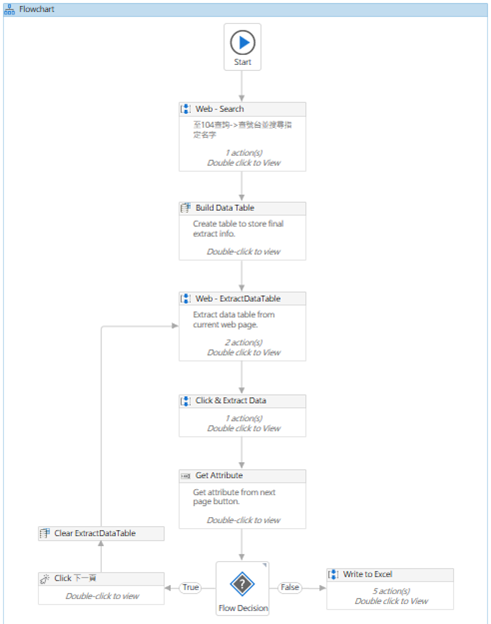 Flowchart
Start
Web - Search
至104查詢->查號台並搜尋指
定名字
1 action(s)
Double click to View
Build Data Table
Create table to store final
extract info.
Double-click to view
Web - ExtractDataTable
Extract data table from
current web page.
2 action(s)
Double click to View
Click & Extract Data
1 action(s)
Double click to View
Get Attribute
Get attribute from next
page button.
Double-click to view
Clear ExtractDataTable
Click 下一頁
Double-click to view
True
Flow Decision
False
Write to Excel
5 action(s)
Double click to View